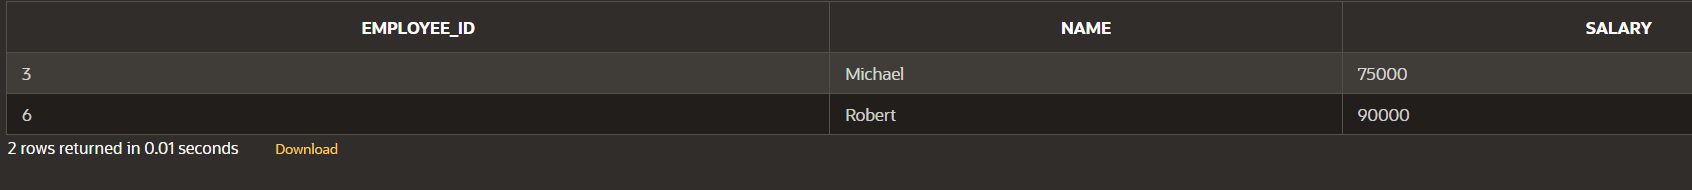 EMPLOYEE_ID NAME SALARY
3 Michael 75000
6 Robert 90000
2 rows returned in 0.01 seconds Download